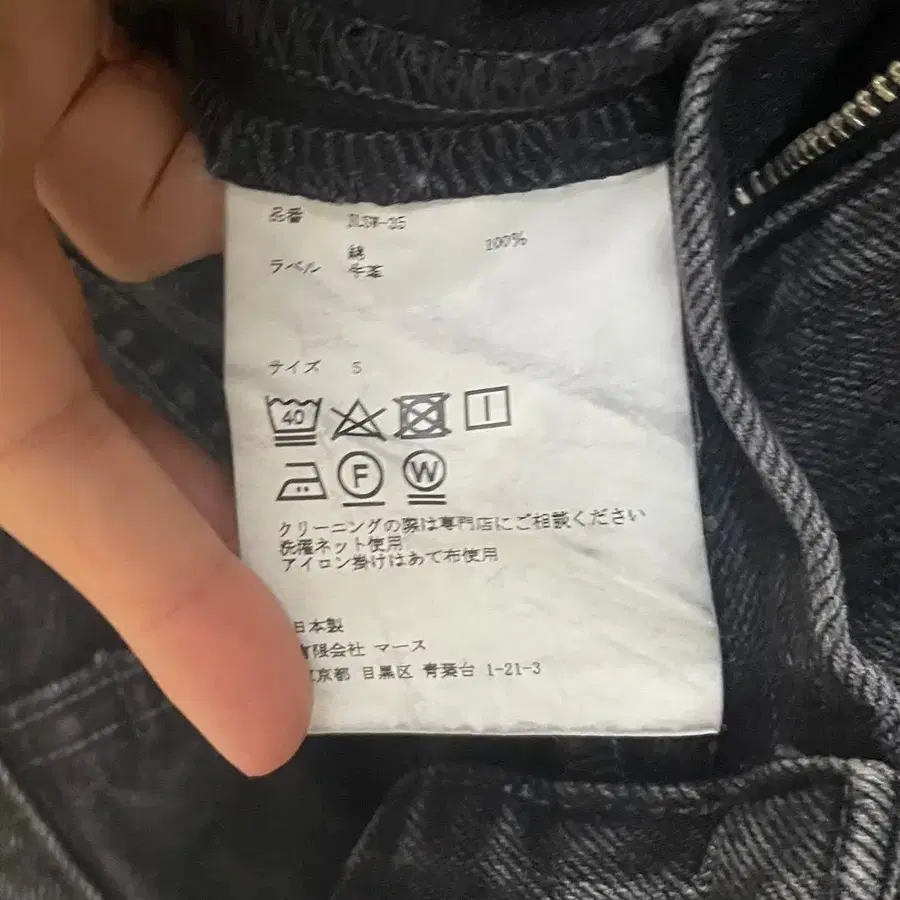 品番 JLSW-35
綿 100%
ラベル 牛革
サイズ S
40
F W
クリーニングの際は専門店にご相談ください
洗濯ネット使用
アイロン掛けはあて布使用
日本製
有限会社 マース
京都 目黒区 青葉台 1-21-3